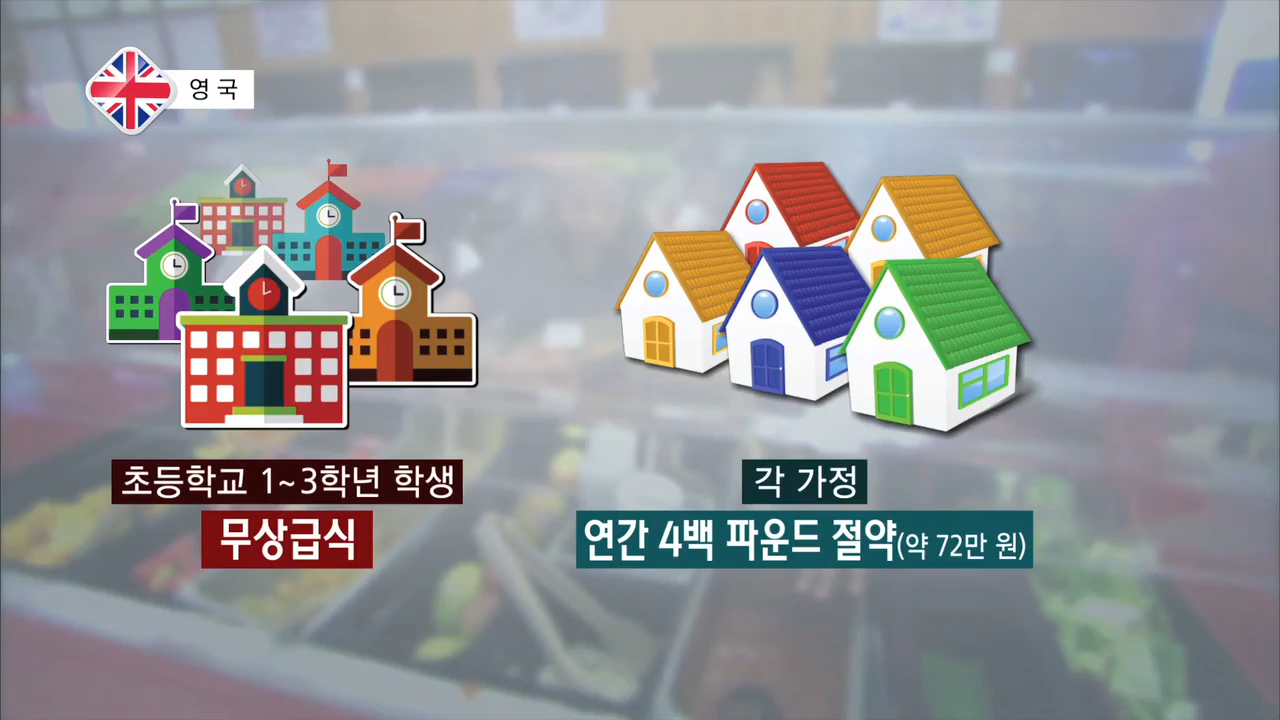 영국
초등학교 1~3학년 학생
무상급식
각 가정
연간 4백 파운드 절약(약 72만 원)